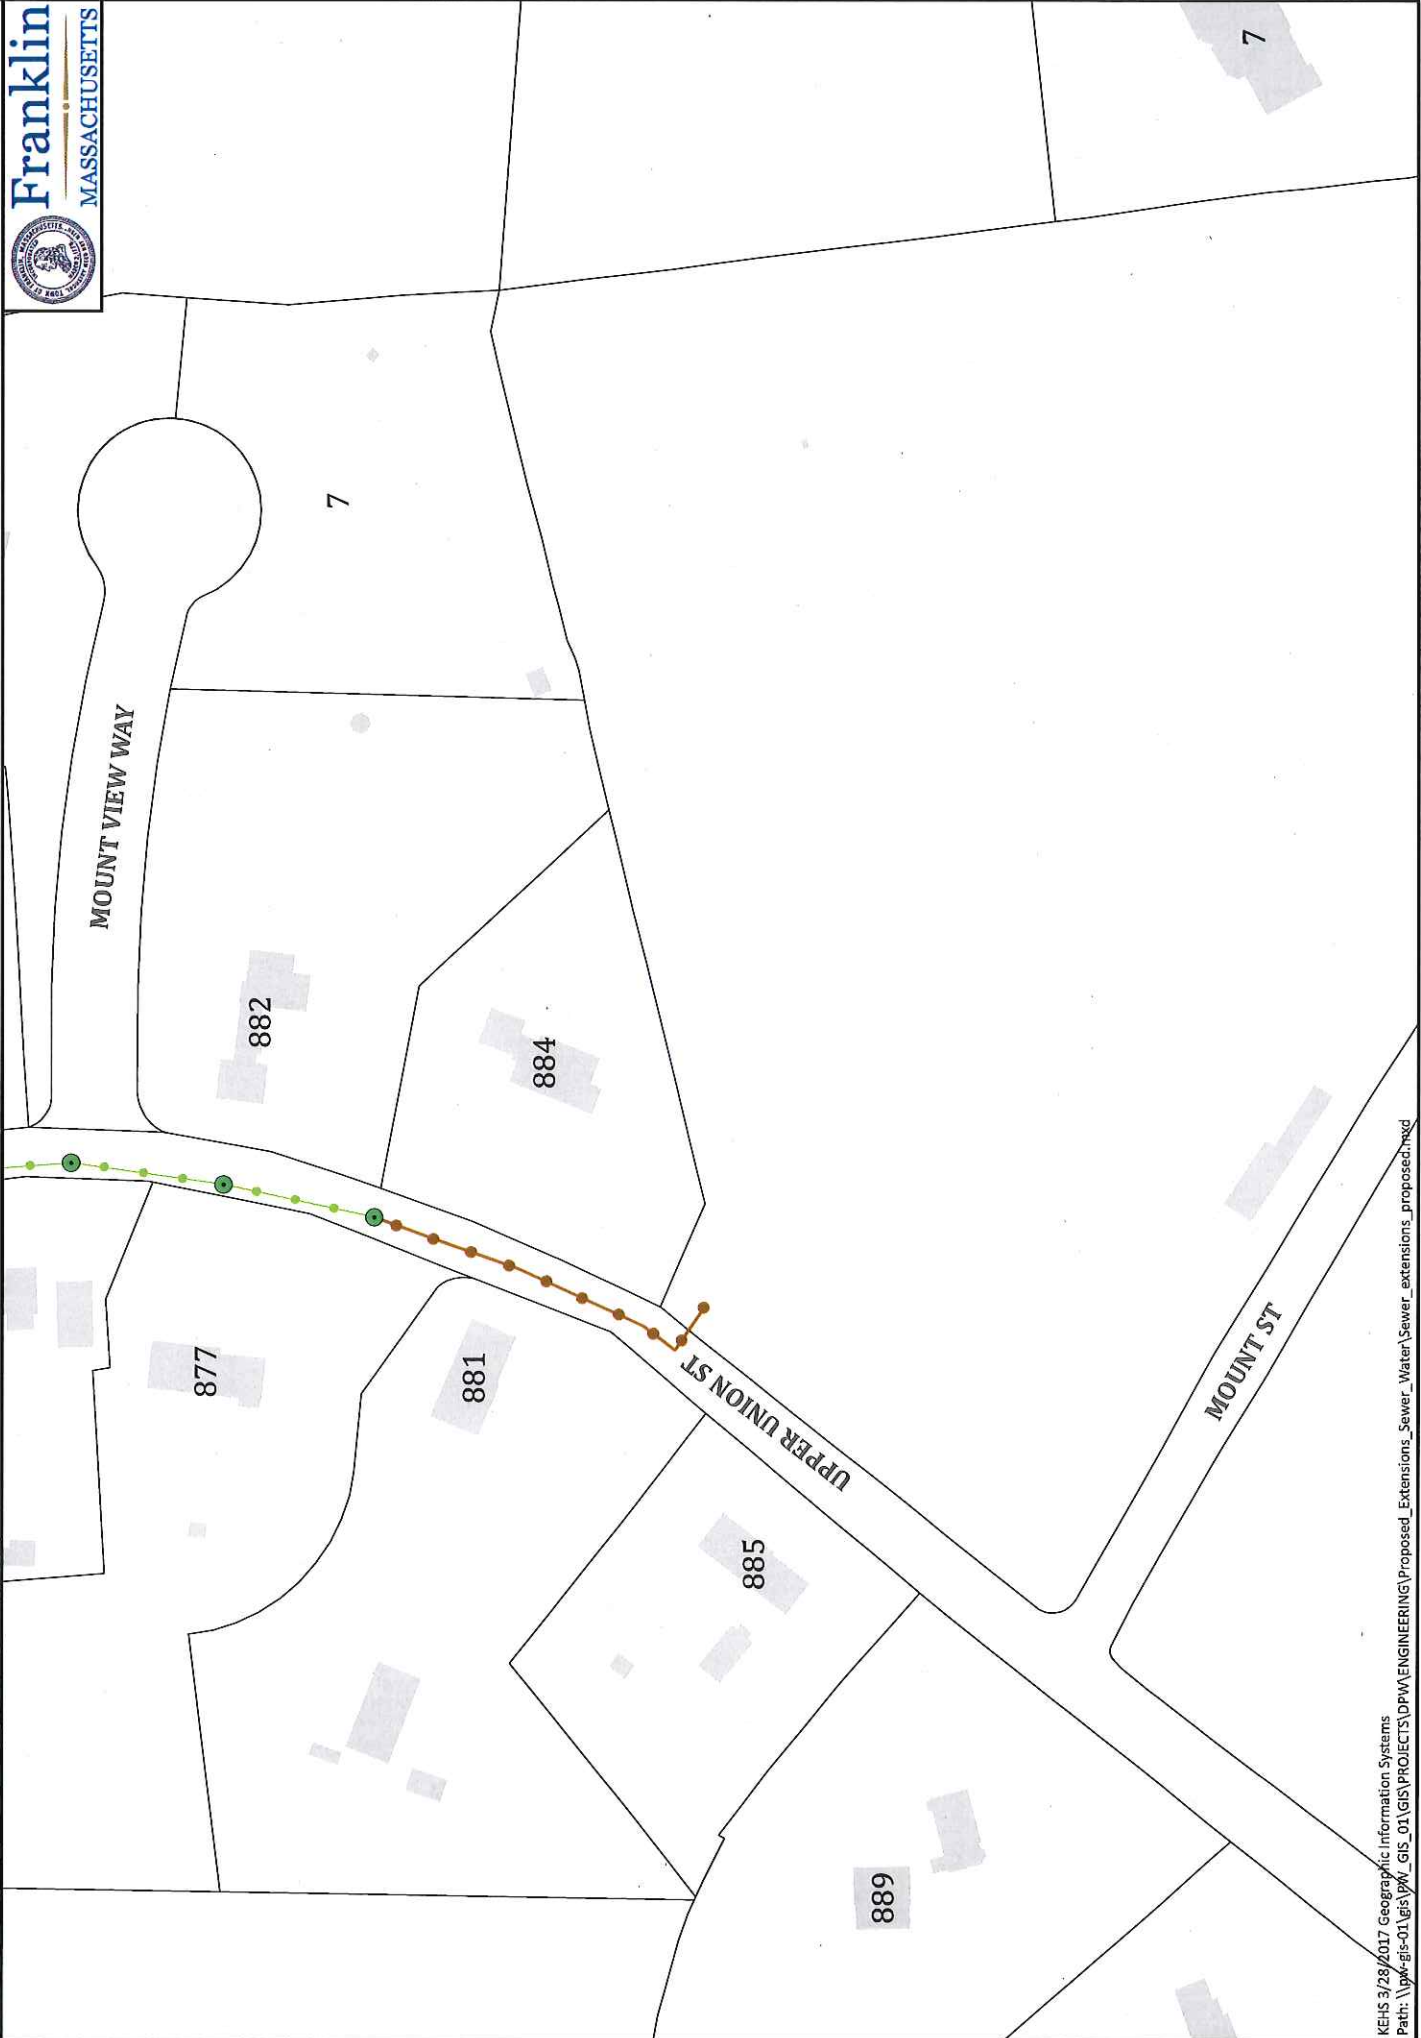 Franklin
MASSACHUSETTS
7
7
MOUNT VIEW WAY
882
884
877
881
UPPER UNION ST
885
MOUNT ST
889
KEHS 3/28/2017 Geographic Information Systems
Path: \\pw-gis-01\gis\PW_GIS_01\GIS\PROJECTS\DPW\ENGINEERING\Proposed_Extensions_Sewer_Water\Sewer_extensions_proposed.mxd